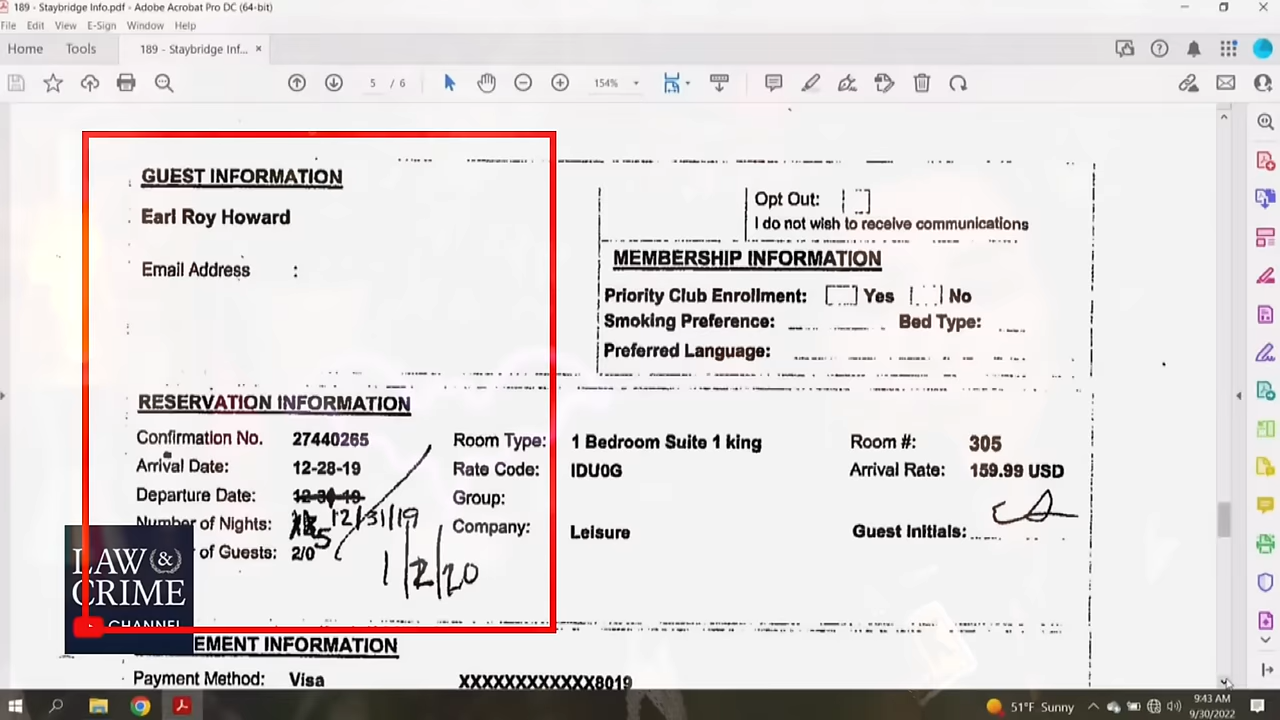 189 - Staybridge Info.pdf - Adobe Acrobat Pro DC (64-bit)
File Edit View E-Sign Window Help
Home Tools 189 - Staybridge Inf... ×
5 / 6 154%
GUEST INFORMATION
Earl Roy Howard
Email Address :
Opt Out:
I do not wish to receive communications
MEMBERSHIP INFORMATION
Priority Club Enrollment: Yes No
Smoking Preference: Bed Type:
Preferred Language:
RESERVATION INFORMATION
Confirmation No. 27440265 Room Type: 1 Bedroom Suite 1 king Room #: 305
Arrival Date: 12-28-19 Rate Code: IDU0G Arrival Rate: 159.99 USD
Departure Date: 12-30-19 Group:
Number of Nights: 5 12/31/19 Company: Leisure Guest Initials:
of Guests: 2/0 1/2/20
LAW & CRIME
CHANNEL
EMENT INFORMATION
Payment Method: Visa XXXXXXXXXXXX8019
51°F Sunny
9:43 AM
9/30/2022